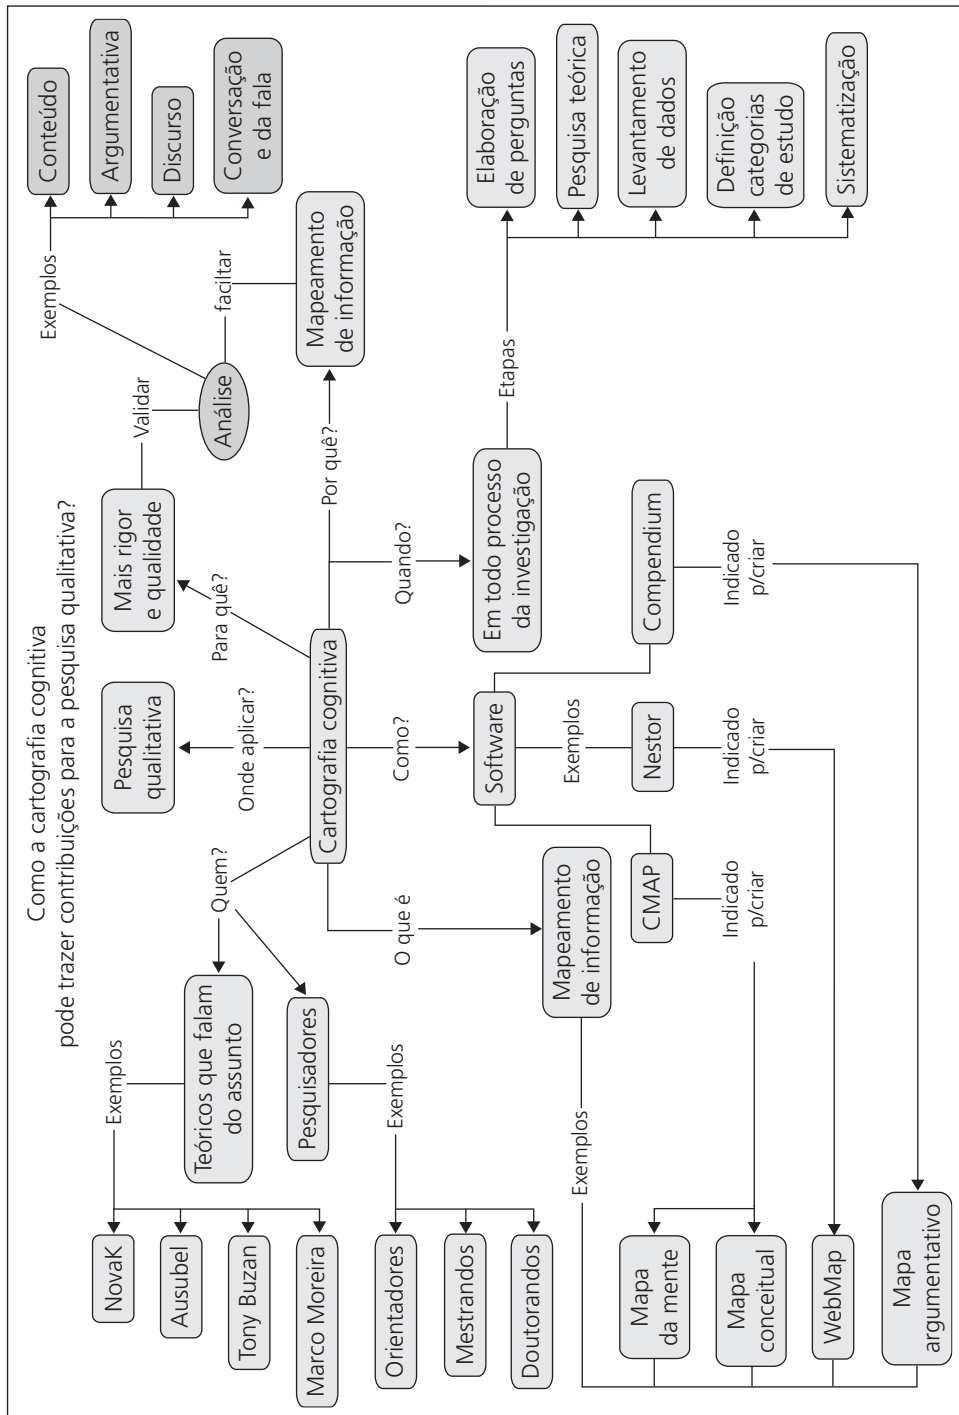 Como a cartografia cognitiva
pode trazer contribuições para a pesquisa qualitativa?
Exemplos
NovaK
Ausubel
Tony Buzan
Marco Moreira
Teóricos que falam
do assunto
Quem?
Pesquisadores
Exemplos
Orientadores
Mestrandos
Doutorandos
Pesquisa
qualitativa
Onde aplicar?
Mais rigor
e qualidade
Para quê?
Validar
Análise
Exemplos
Conteúdo
Argumentativa
Discurso
Conversação
e da fala
faciltar
Mapeamento
de informação
Por quê?
Cartografia cognitiva
O que é
Mapeamento
de informação
Exemplos
Mapa
da mente
Mapa
conceitual
WebMap
Mapa
argumentativo
Como?
Software
Exemplos
CMAP
Nestor
Compendium
Indicado
p/criar
Indicado
p/criar
Indicado
p/criar
Quando?
Em todo processo
da investigação
Etapas
Elaboração
de perguntas
Pesquisa teórica
Levantamento
de dados
Definição
categorias
de estudo
Sistematização